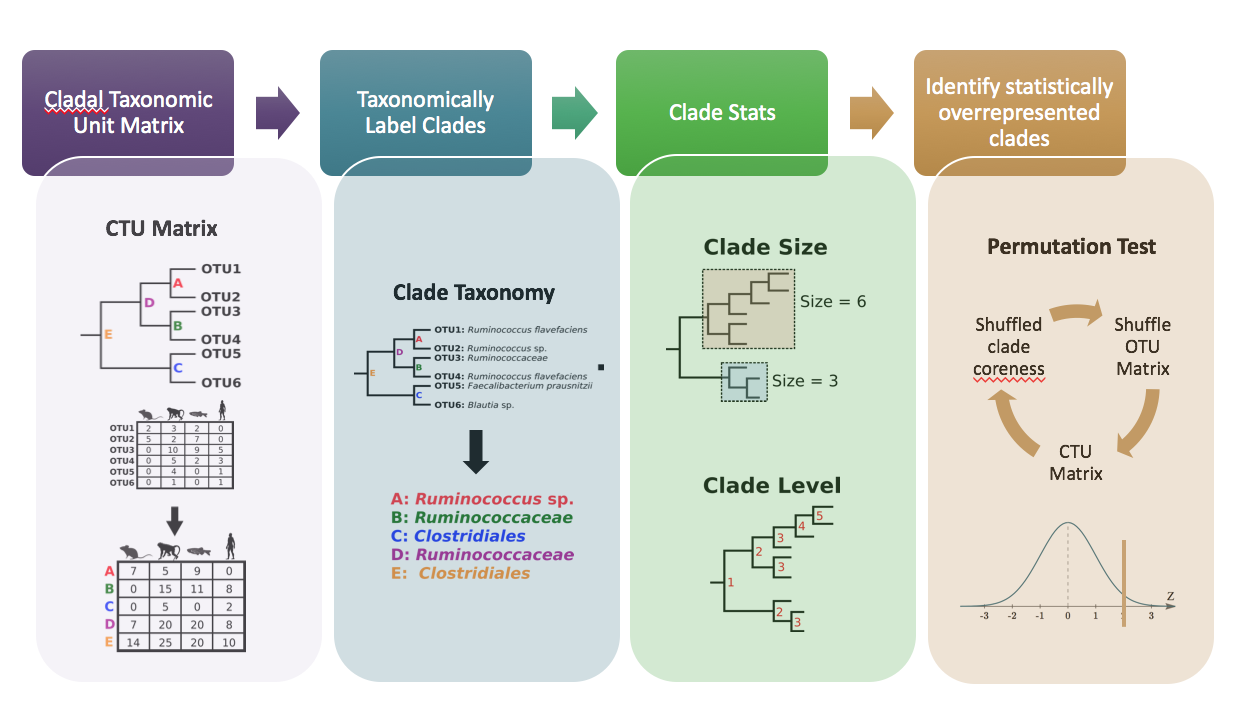 Cladal Taxonomic
Unit Matrix
Taxonomically
Label Clades
Clade Stats
Identify statistically
overrepresented
clades
CTU Matrix
OTU1
A
OTU2
D
OTU3
B
OTU4
E
OTU5
C
OTU6
OTU1 2 3 2 0
OTU2 5 2 7 0
OTU3 0 10 9 5
OTU4 0 5 2 3
OTU5 0 4 0 1
OTU6 0 1 0 1
A 7 5 9 0
B 0 15 11 8
C 0 5 0 2
D 7 20 20 8
E 14 25 20 10
Clade Taxonomy
OTU1: Ruminococcus flavefaciens
A
OTU2: Ruminococcus sp.
D
OTU3: Ruminococcaceae
B
E
OTU4: Ruminococcus flavefaciens
OTU5: Faecalibacterium prausnitzii
C
OTU6: Blautia sp.
A: Ruminococcus sp.
B: Ruminococcaceae
C: Clostridiales
D: Ruminococcaceae
E: Clostridiales
Clade Size
Size = 6
Size = 3
Clade Level
5
4
3
2
3
1
2
3
Permutation Test
Shuffled
clade
coreness
Shuffle
OTU
Matrix
CTU
Matrix
Z
-3 -2 -1 0 1 3